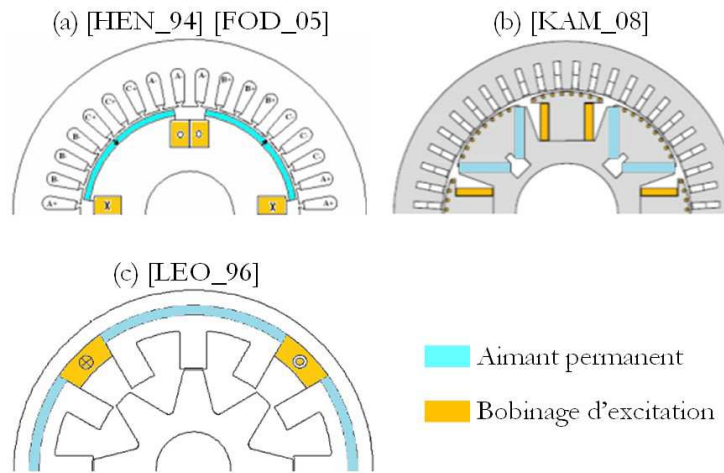 (a) [HEN_94] [FOD_05]
(b) [KAM_08]
(c) [LEO_96]
Aimant permanent
Bobinage d'excitation